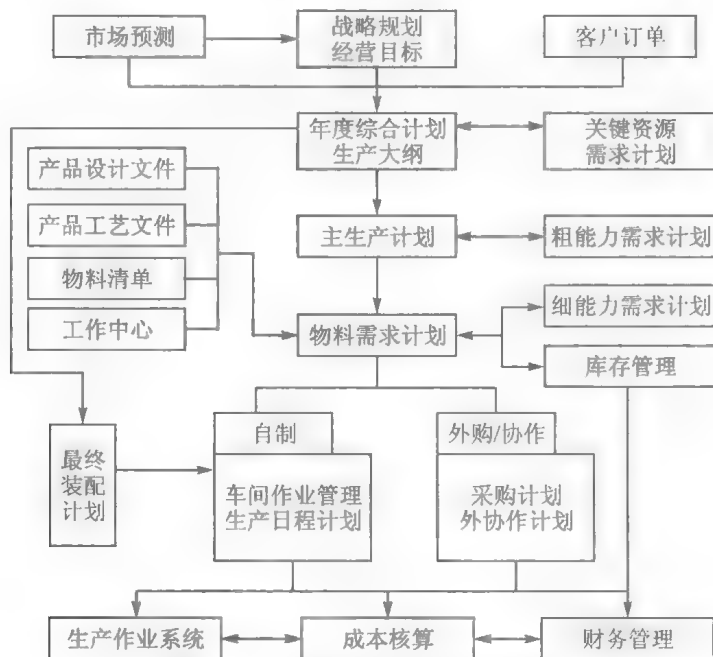 市场预测
战略规划
经营目标
客户订单
年度综合计划
生产大纲
关键资源
需求计划
产品设计文件
产品工艺文件
主生产计划
粗能力需求计划
物料清单
细能力需求计划
工作中心
物料需求计划
库存管理
自制
外购/协作
最终
装配
计划
车间作业管理
生产日程计划
采购计划
外协作计划
生产作业系统
成本核算
财务管理